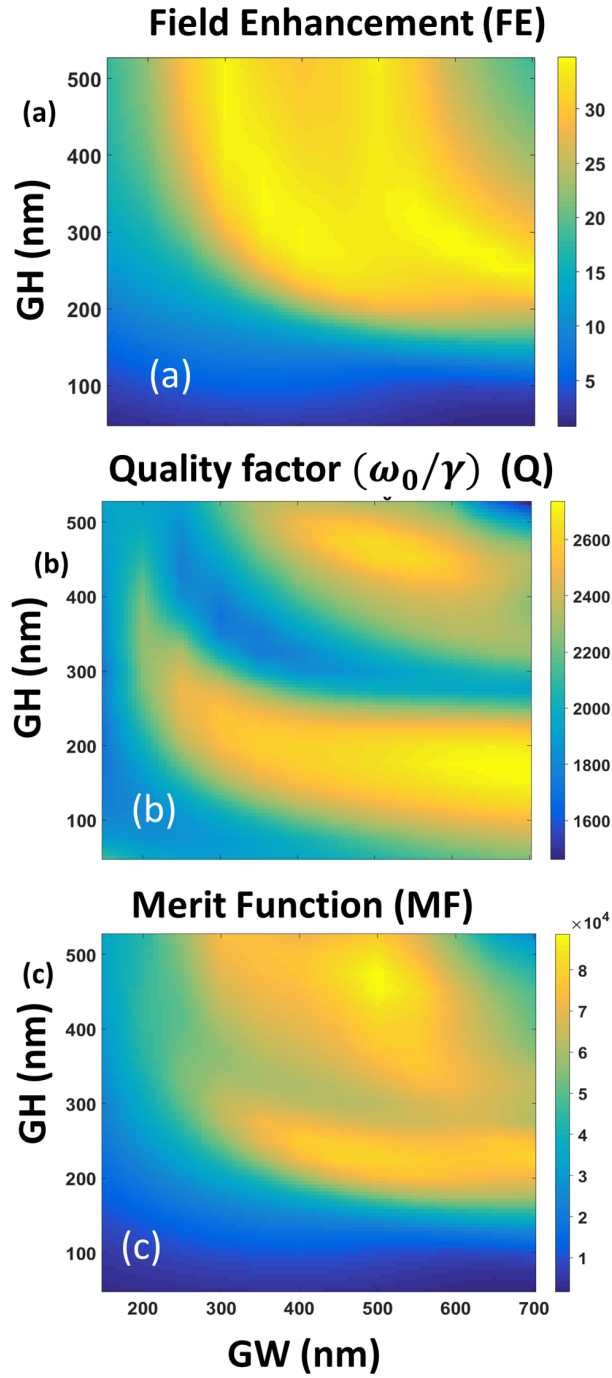 Field Enhancement (FE)
(a)
GH (nm)
500
400
300
200
100
(a)
30
25
20
15
10
5
Quality factor (ω₀/γ) (Q)
(b)
GH (nm)
500
400
300
200
100
(b)
2600
2400
2200
2000
1800
1600
Merit Function (MF)
(c)
GH (nm)
500
400
300
200
100
(c)
×10⁴
8
7
6
5
4
3
2
1
200 300 400 500 600 700
GW (nm)